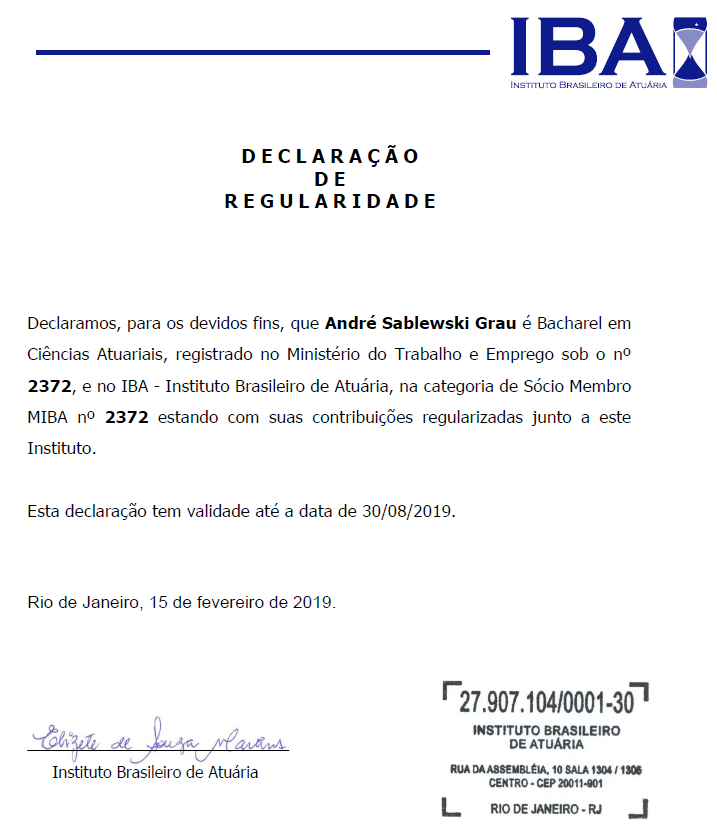 IBA
INSTITUTO BRASILEIRO DE ATUÁRIA
DECLARAÇÃO
DE
REGULARIDADE
Declaramos, para os devidos fins, que André Sablewski Grau é Bacharel em
Ciências Atuariais, registrado no Ministério do Trabalho e Emprego sob o nº
2372, e no IBA - Instituto Brasileiro de Atuária, na categoria de Sócio Membro
MIBA nº 2372 estando com suas contribuições regularizadas junto a este
Instituto.
Esta declaração tem validade até a data de 30/08/2019.
Rio de Janeiro, 15 de fevereiro de 2019.
Elizete de Souza Martins
Instituto Brasileiro de Atuária
27.907.104/0001-30
INSTITUTO BRASILEIRO
DE ATUÁRIA
RUA DA ASSEMBLÉIA, 10 SALA 1304 / 1305
CENTRO - CEP 20011-901
RIO DE JANEIRO - RJ